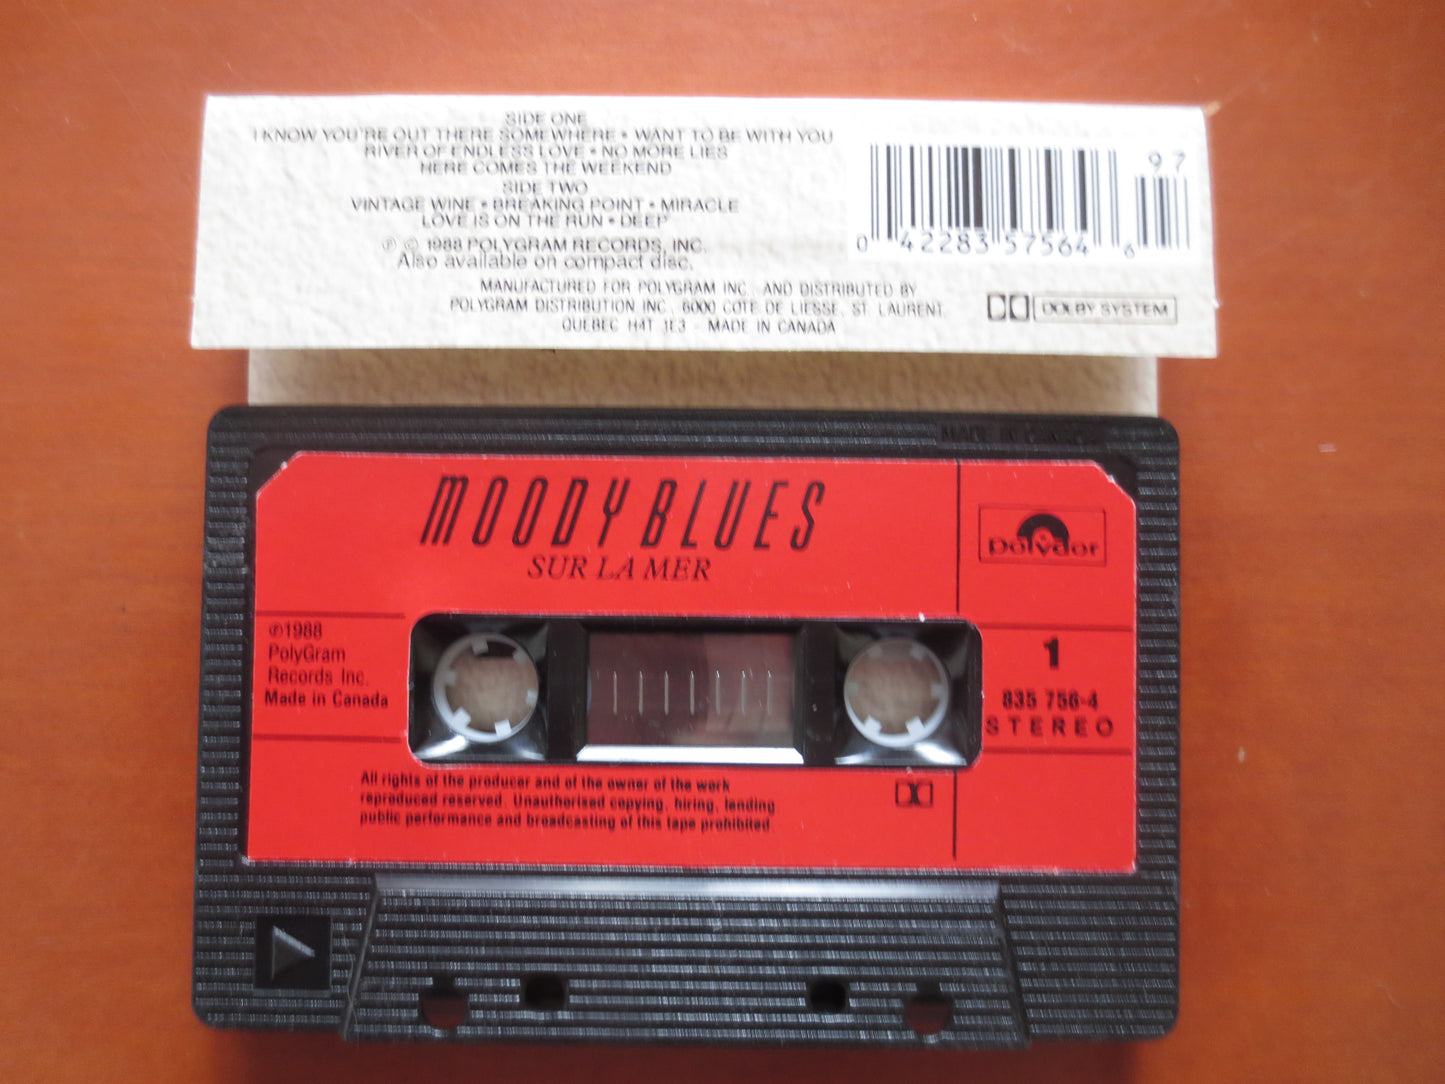 SIDE ONE
I KNOW YOU'RE OUT THERE SOMEWHERE • WANT TO BE WITH YOU
RIVER OF ENDLESS LOVE • NO MORE LIES
HERE COMES THE WEEKEND
SIDE TWO
VINTAGE WINE • BREAKING POINT • MIRACLE
LOVE IS ON THE RUN • DEEP
℗ © 1988 POLYGRAM RECORDS, INC.
Also available on compact disc.
MANUFACTURED FOR POLYGRAM INC. AND DISTRIBUTED BY
POLYGRAM DISTRIBUTION INC., 6000 COTE DE LIESSE, ST. LAURENT,
QUEBEC H4T 1E3 - MADE IN CANADA
97
0 42283 57564 6
DOLBY SYSTEM
MADE IN CANADA
MOODY BLUES
SUR LA MER
polydor
℗1988
PolyGram
Records Inc.
Made in Canada
1
835 756-4
STEREO
All rights of the producer and of the owner of the work
reproduced reserved. Unauthorised copying, hiring, lending
public performance and broadcasting of this tape prohibited